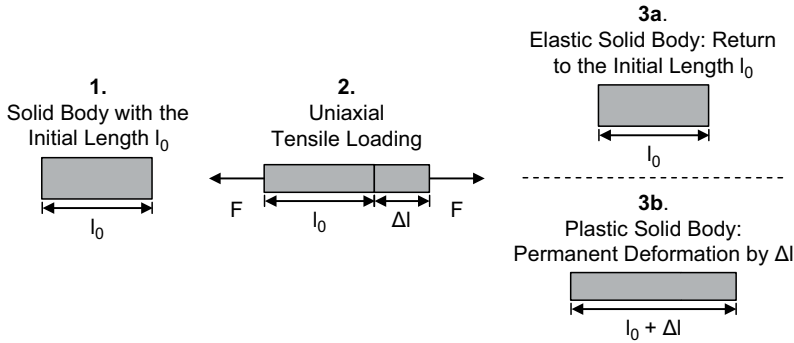 1.
Solid Body with the
Initial Length l₀
l₀
2.
Uniaxial
Tensile Loading
F
l₀
Δl
F
3a.
Elastic Solid Body: Return
to the Initial Length l₀
l₀
3b.
Plastic Solid Body:
Permanent Deformation by Δl
l₀ + Δl